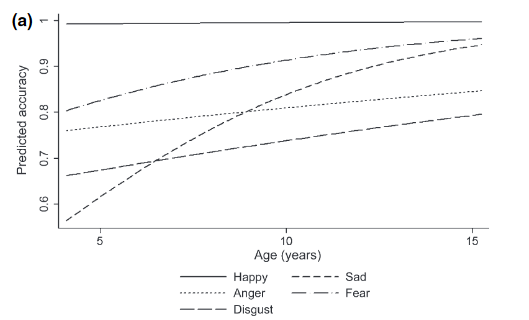 (a)
1
0.9
0.8
0.7
0.6
Predicted accuracy
5 10 15
Age (years)
Happy Sad
Anger Fear
Disgust